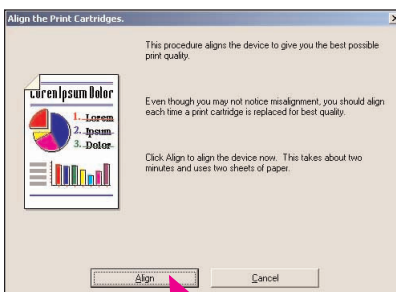 Align the Print Cartridges.
This procedure aligns the device to give you the best possible
print quality.
Lorem Ipsum Dolor
1. Lorem
2. Ipsum
3. Dolor
Even though you may not notice misalignment, you should align
each time a print cartridge is replaced for best quality.
Click Align to align the device now. This takes about two
minutes and uses two sheets of paper.
Align
Cancel